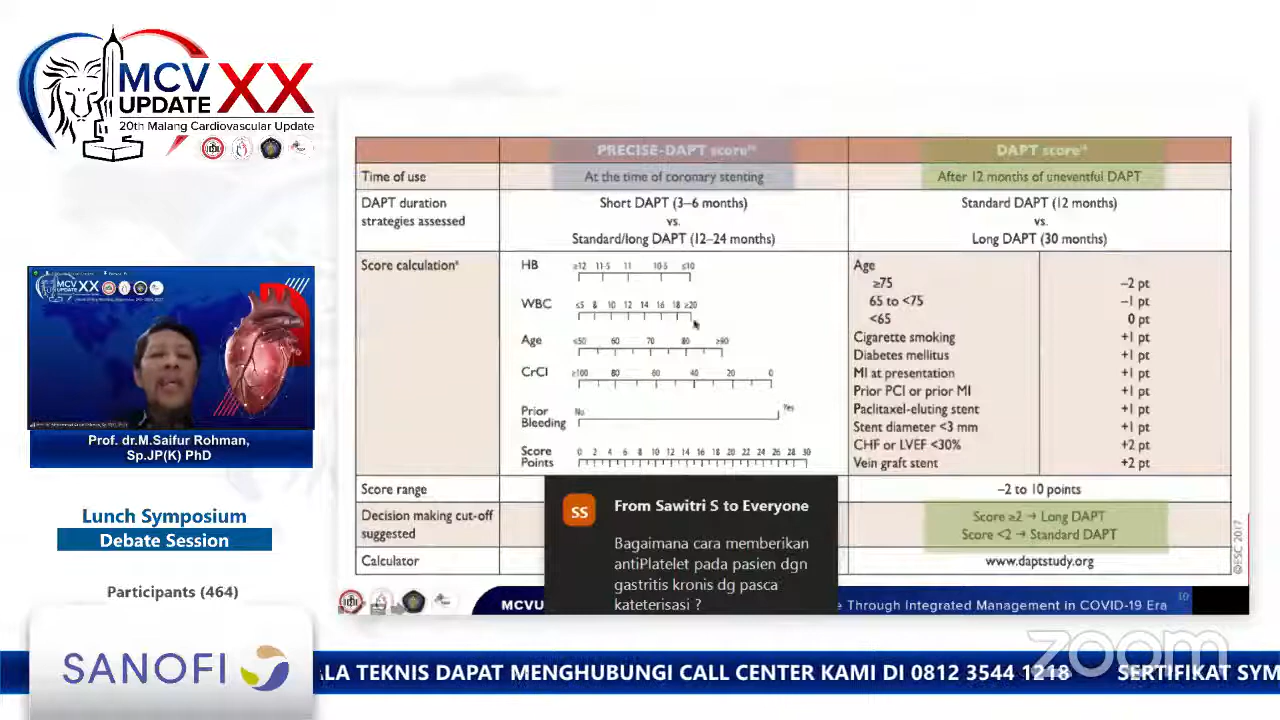 MCV XX
UPDATE
20th Malang Cardiovascular Update
Prof. dr.M.Saifur Rohman,
Sp.JP(K) PhD
Lunch Symposium
Debate Session
Participants (464)
SANOFI
PRECISE-DAPT score
DAPT score
Time of use
At the time of coronary stenting
After 12 months of uneventful DAPT
DAPT duration
strategies assessed
Short DAPT (3–6 months)
vs.
Standard/long DAPT (12–24 months)
Standard DAPT (12 months)
vs.
Long DAPT (30 months)
Score calculation
HB
≥12 11·5 11 10·5 ≤10
WBC
≤5 8 10 12 14 16 18 ≥20
Age
≤50 60 70 80 ≥90
CrCl
≥100 80 60 40 20 0
Prior
Bleeding
No Yes
Score
Points
0 2 4 6 8 10 12 14 16 18 20 22 24 26 28 30
Age
≥75 –2 pt
65 to <75 –1 pt
<65 0 pt
Cigarette smoking +1 pt
Diabetes mellitus +1 pt
MI at presentation +1 pt
Prior PCI or prior MI +1 pt
Paclitaxel-eluting stent +1 pt
Stent diameter <3 mm +1 pt
CHF or LVEF <30% +2 pt
Vein graft stent +2 pt
Score range
–2 to 10 points
Decision making cut-off
suggested
Score ≥2 → Long DAPT
Score <2 → Standard DAPT
Calculator
www.daptstudy.org
©ESC 2017
SS
From Sawitri S to Everyone
Bagaimana cara memberikan
antiPlatelet pada pasien dgn
gastritis kronis dg pasca
kateterisasi ?
MCVU
e Through Integrated Management in COVID-19 Era
zoom
LA TEKNIS DAPAT MENGHUBUNGI CALL CENTER KAMI DI 0812 3544 1218 SERTIFIKAT SYM